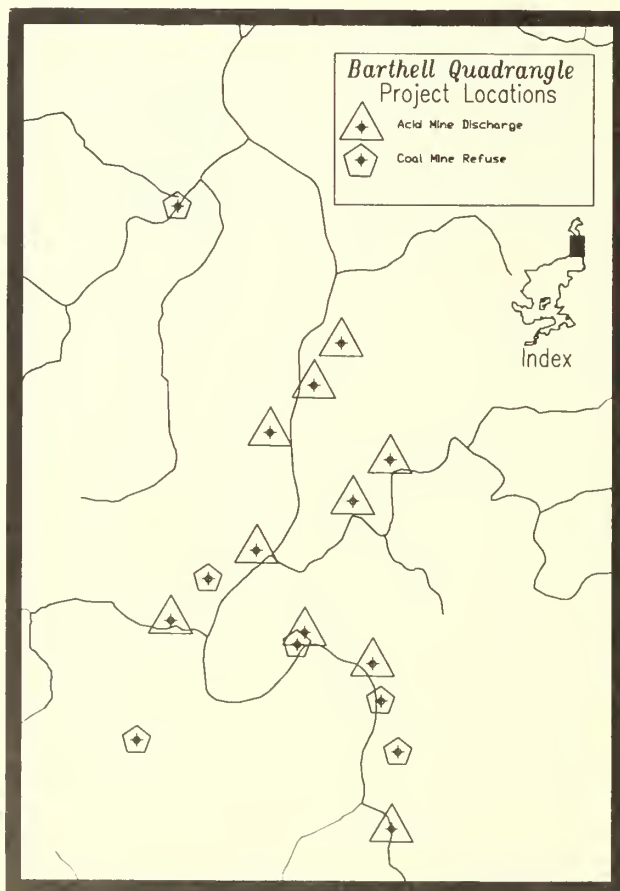 Barthell Quadrangle
Project Locations
Acid Mine Discharge
Coal Mine Refuse
Index